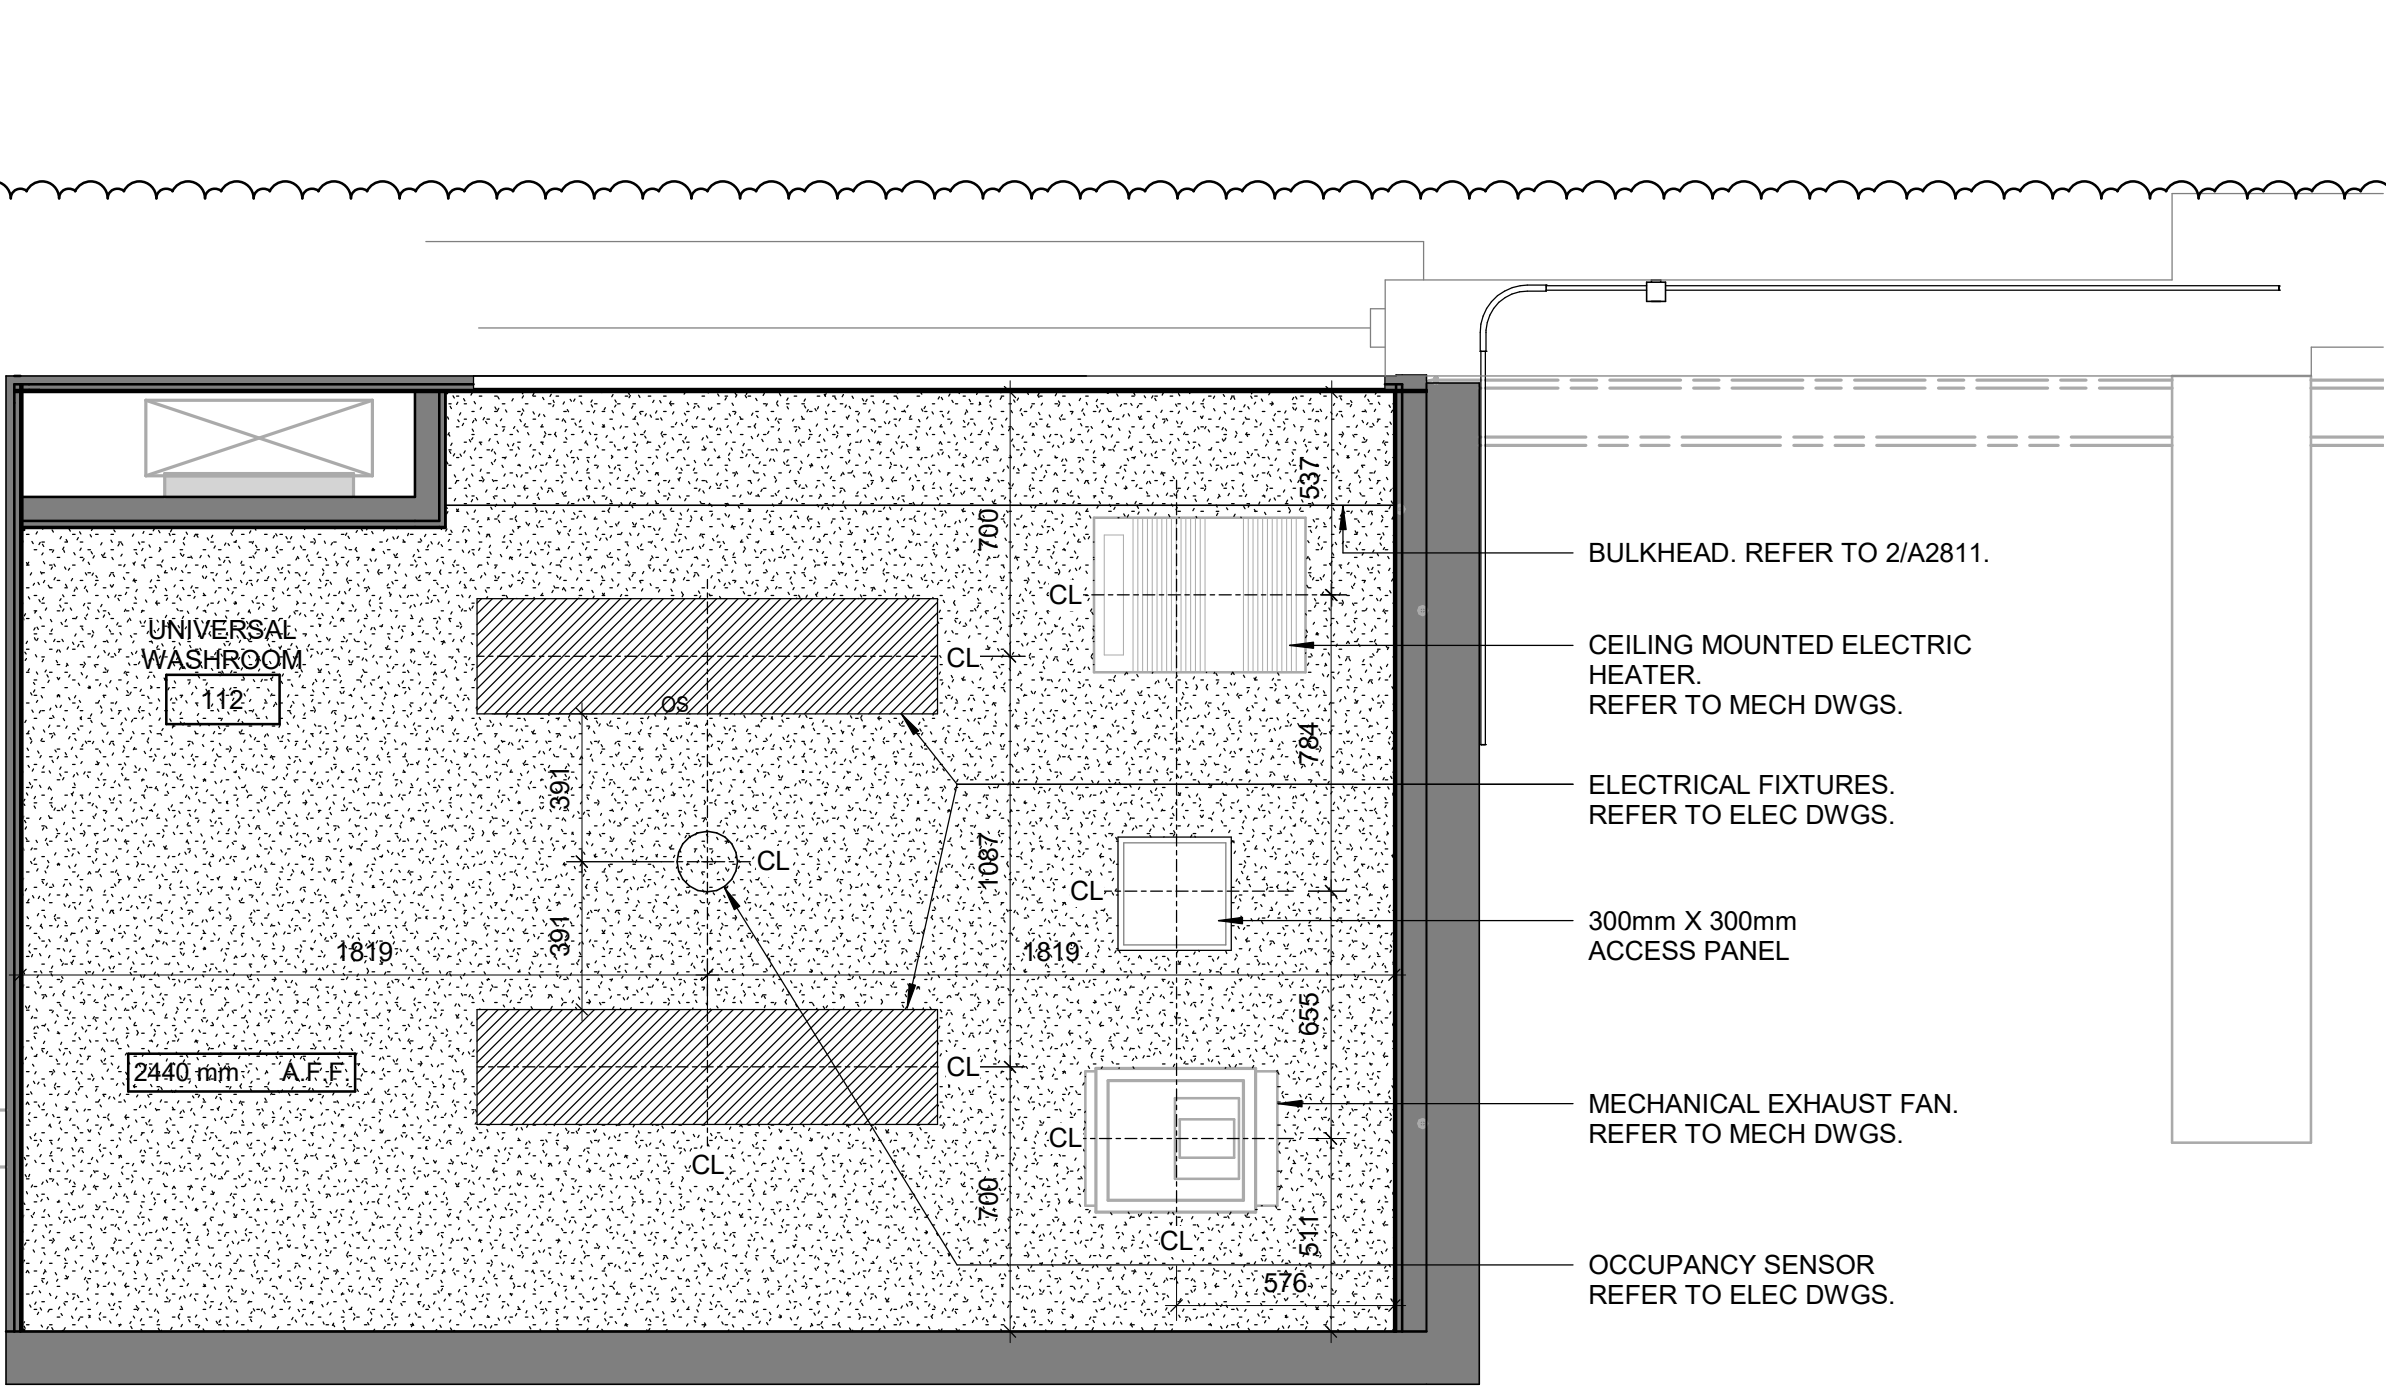 537
700
BULKHEAD. REFER TO 2/A2811.
CL
UNIVERSAL
WASHROOM
112
CL
CEILING MOUNTED ELECTRIC
HEATER.
REFER TO MECH DWGS.
OS
784
391
ELECTRICAL FIXTURES.
REFER TO ELEC DWGS.
CL
1087
CL
300mm X 300mm
ACCESS PANEL
391
1819
1819
655
2440 mm A.F.F.
CL
MECHANICAL EXHAUST FAN.
REFER TO MECH DWGS.
CL
CL
700
CL
511
576
OCCUPANCY SENSOR
REFER TO ELEC DWGS.